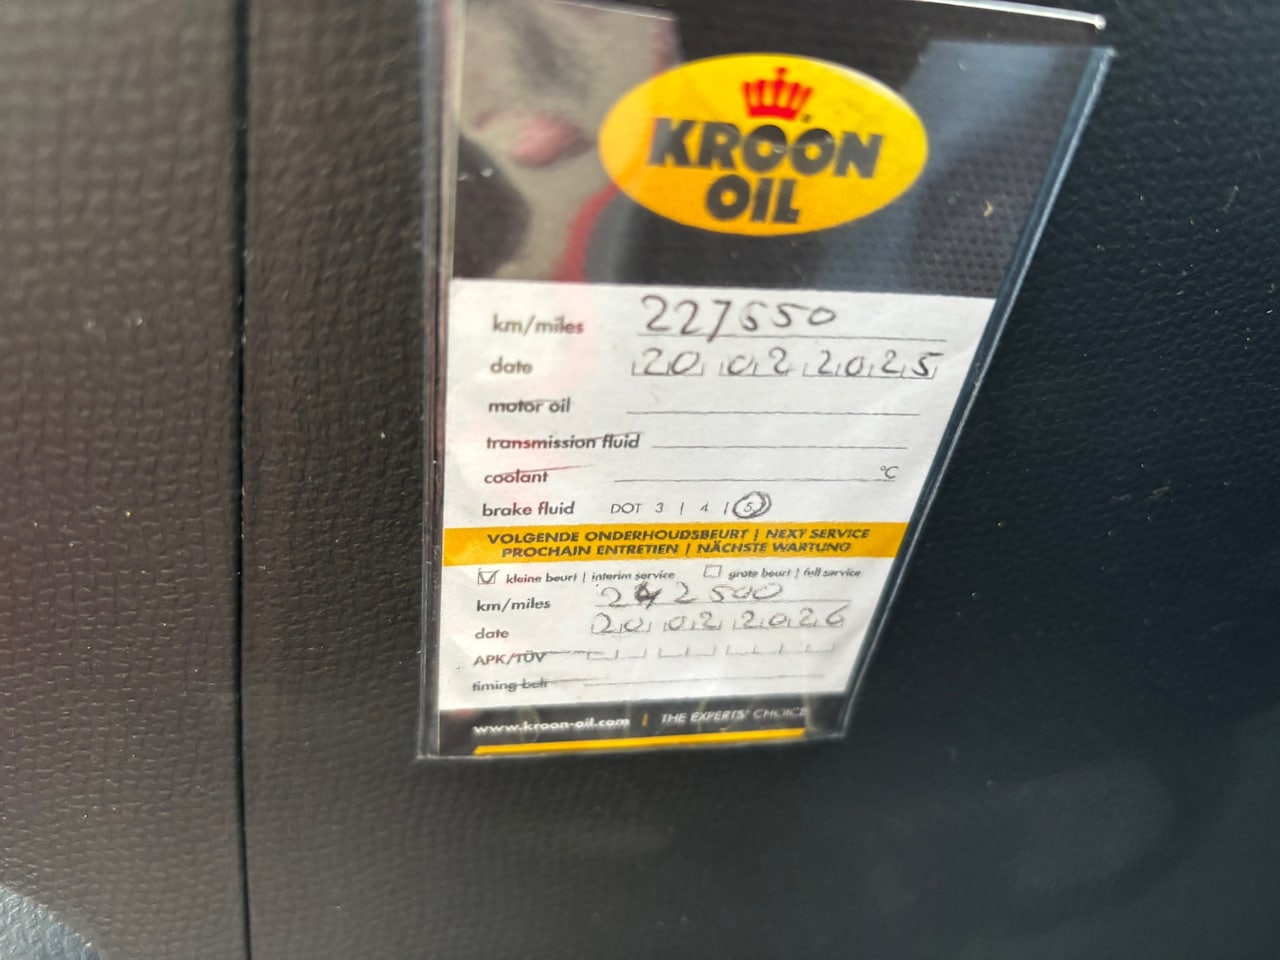 KROON
OIL
km/miles 227550
date 20 02 2025
motor oil
transmission fluid
coolant °C
brake fluid DOT 3 | 4 | 5
VOLGENDE ONDERHOUDSBEURT | NEXT SERVICE
PROCHAIN ENTRETIEN | NÄCHSTE WARTUNG
kleine beurt | interim service grote beurt | full service
km/miles 242500
date 20 02 2026
APK/TÜV
timing belt
www.kroon-oil.com | THE EXPERTS' CHOICE